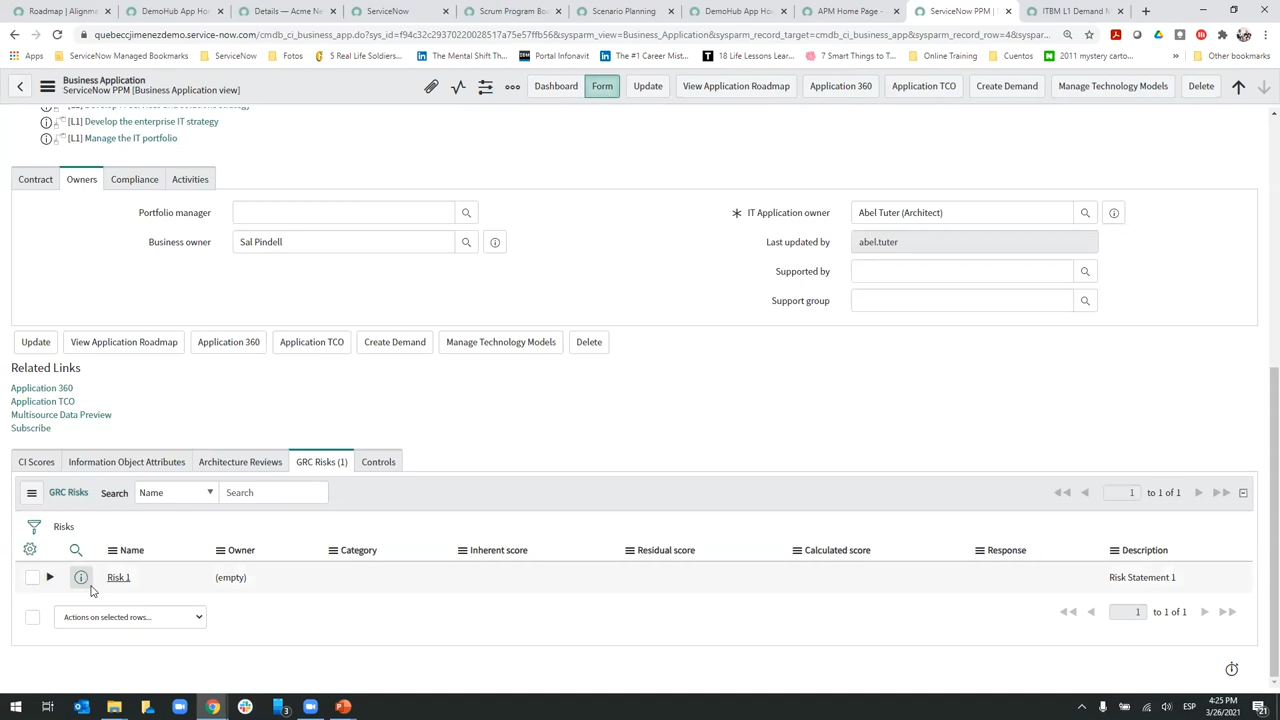 Roadmap | Alignm
DemoHub App Ho
Details — Acme Ne
ServiceNow
Scrum Program Bo
Scenario Planning
DemoHub App Ho
APM Home Page -
ServiceNow PPM |
ITBM L1 Demand M
quebeccjimenezdemo.service-now.com/cmdb_ci_business_app.do?sys_id=f94c32c29370220028517a75e57ffb56&sysparm_view=Business_Application&sysparm_record_target=cmdb_ci_business_app&sysparm_record_row=4&sysparm...
Apps
ServiceNow Managed Bookmarks
ServiceNow
Fotos
5 Real Life Soldiers...
The Mental Shift Th...
Portal Infonavit
The #1 Career Mist...
18 Life Lessons Lear...
7 Smart Things to T...
Online Training
Cuentos
2011 mystery carto...
»
Other bookmarks
Business Application
ServiceNow PPM [Business Application view]
Dashboard
Form
Update
View Application Roadmap
Application 360
Application TCO
Create Demand
Manage Technology Models
Delete
[L1] Develop the enterprise IT strategy
[L1] Manage the IT portfolio
Contract
Owners
Compliance
Activities
Portfolio manager
IT Application owner
Abel Tuter (Architect)
Business owner
Sal Pindell
Last updated by
abel.tuter
Supported by
Support group
Update
View Application Roadmap
Application 360
Application TCO
Create Demand
Manage Technology Models
Delete
Related Links
Application 360
Application TCO
Multisource Data Preview
Subscribe
CI Scores
Information Object Attributes
Architecture Reviews
GRC Risks (1)
Controls
GRC Risks
Search
Name
Search
1
to 1 of 1
Risks
Name
Owner
Category
Inherent score
Residual score
Calculated score
Response
Description
Risk 1
(empty)
Risk Statement 1
Actions on selected rows...
1
to 1 of 1
3
ESP
4:25 PM
3/26/2021
21